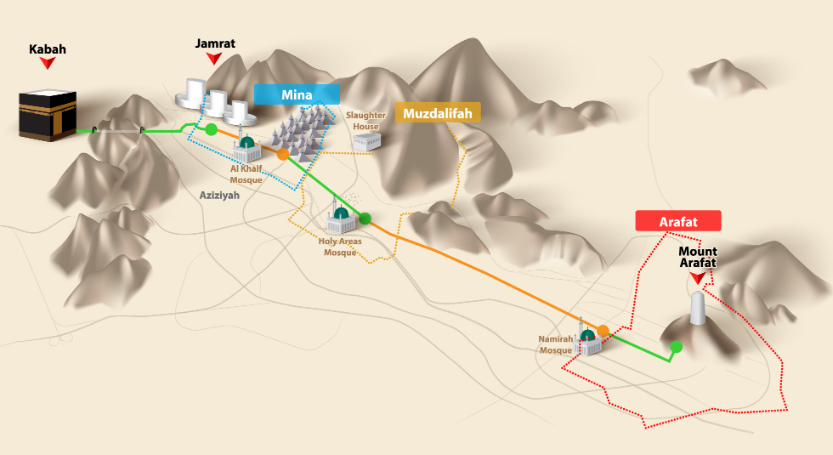 Kabah
Jamrat
Mina
Slaughter
House
Muzdalifah
Al Khaif
Mosque
Aziziyah
Holy Areas
Mosque
Arafat
Mount
Arafat
Namirah
Mosque